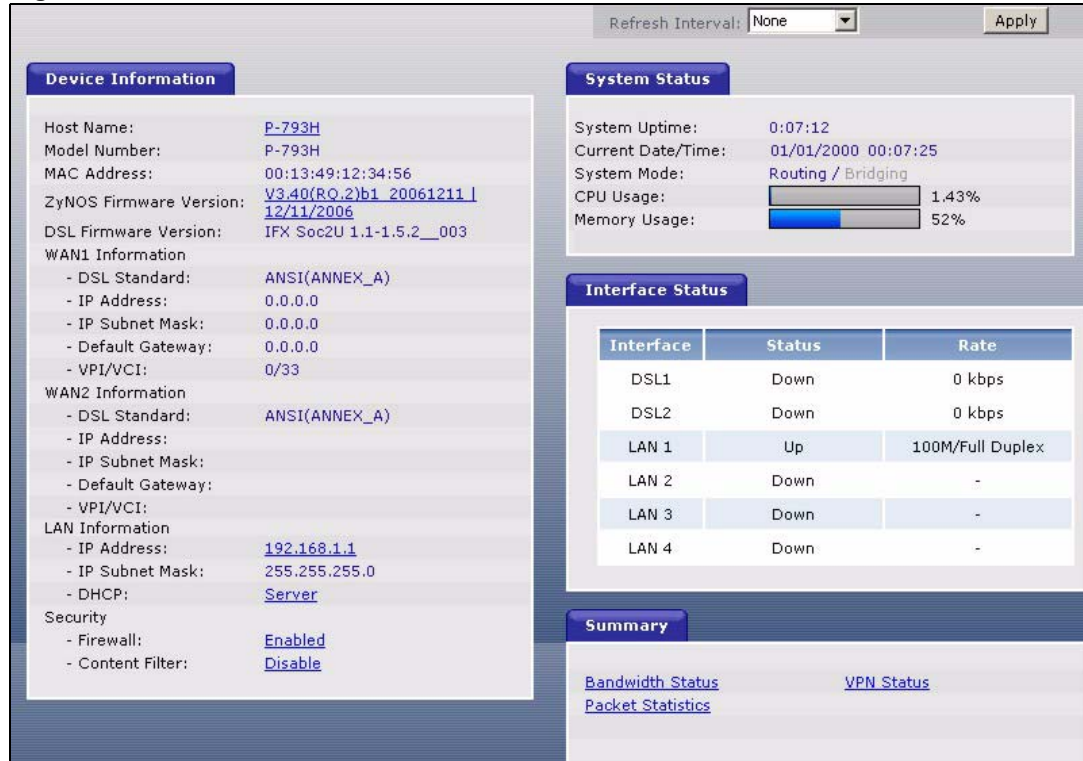 Refresh Interval: None Apply
Device Information
Host Name: P-793H
Model Number: P-793H
MAC Address: 00:13:49:12:34:56
ZyNOS Firmware Version: V3.40(RQ.2)b1_20061211 |
12/11/2006
DSL Firmware Version: IFX Soc2U 1.1-1.5.2__003
WAN1 Information
- DSL Standard: ANSI(ANNEX_A)
- IP Address: 0.0.0.0
- IP Subnet Mask: 0.0.0.0
- Default Gateway: 0.0.0.0
- VPI/VCI: 0/33
WAN2 Information
- DSL Standard: ANSI(ANNEX_A)
- IP Address:
- IP Subnet Mask:
- Default Gateway:
- VPI/VCI:
LAN Information
- IP Address: 192.168.1.1
- IP Subnet Mask: 255.255.255.0
- DHCP: Server
Security
- Firewall: Enabled
- Content Filter: Disable
System Status
System Uptime: 0:07:12
Current Date/Time: 01/01/2000 00:07:25
System Mode: Routing / Bridging
CPU Usage: 1.43%
Memory Usage: 52%
Interface Status
Interface Status Rate
DSL1 Down 0 kbps
DSL2 Down 0 kbps
LAN 1 Up 100M/Full Duplex
LAN 2 Down -
LAN 3 Down -
LAN 4 Down -
Summary
Bandwidth Status VPN Status
Packet Statistics